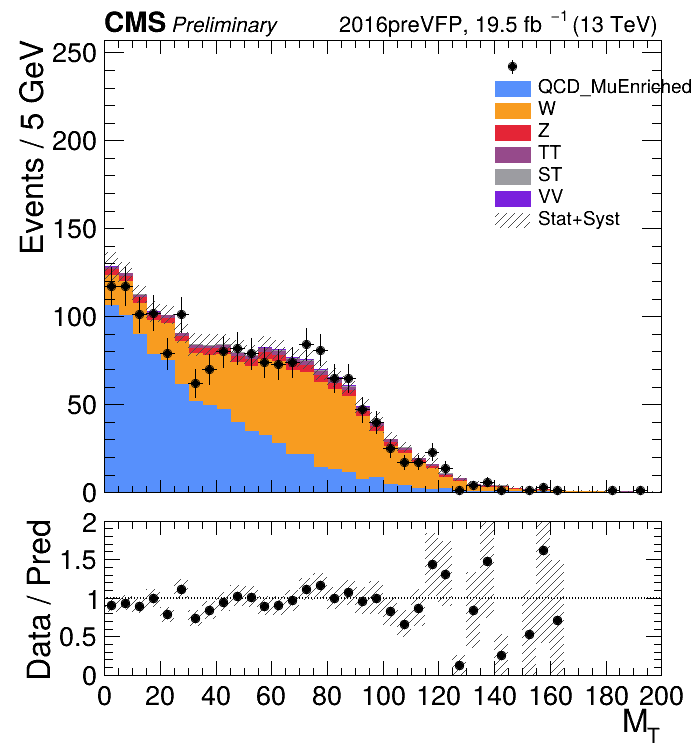 CMS Preliminary 2016preVFP, 19.5 fb⁻¹ (13 TeV)
Events / 5 GeV
250
200
150
100
50
0
QCD_MuEnriched
W
Z
TT
ST
VV
Stat+Syst
Data / Pred
2
1.5
1
0.5
0
0 20 40 60 80 100 120 140 160 180 200
M_T